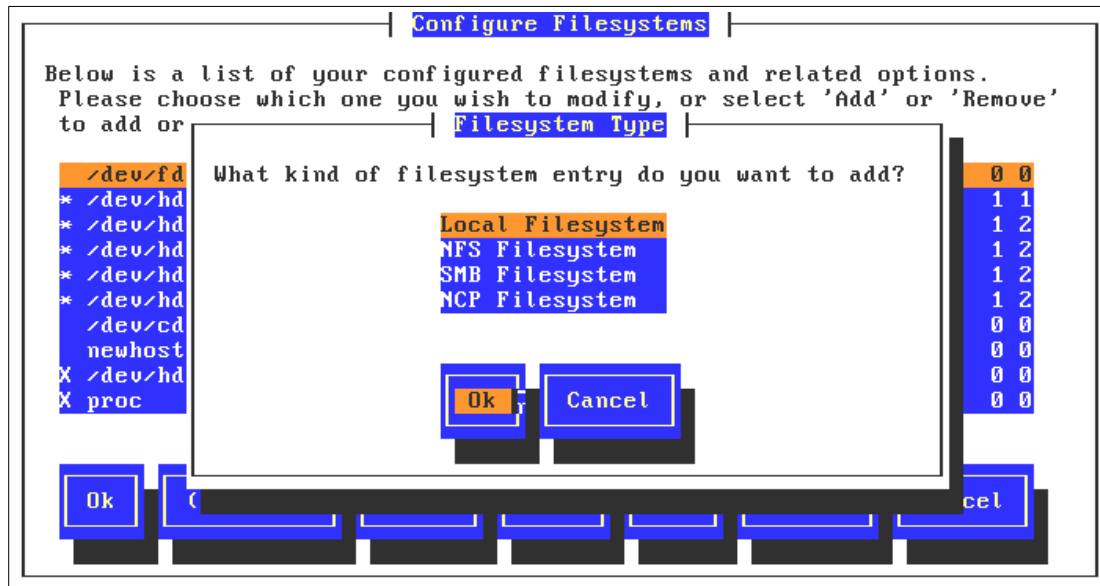 Configure Filesystems
Below is a list of your configured filesystems and related options.
Please choose which one you wish to modify, or select 'Add' or 'Remove'
to add or
Filesystem Type
What kind of filesystem entry do you want to add?
/dev/fd 0 0
* /dev/hd 1 1
* /dev/hd 1 2
* /dev/hd 1 2
* /dev/hd 1 2
* /dev/hd 1 2
/dev/cd 0 0
newhost 0 0
X /dev/hd 0 0
X proc 0 0
Local Filesystem
NFS Filesystem
SMB Filesystem
NCP Filesystem
Ok Cancel
Ok cel